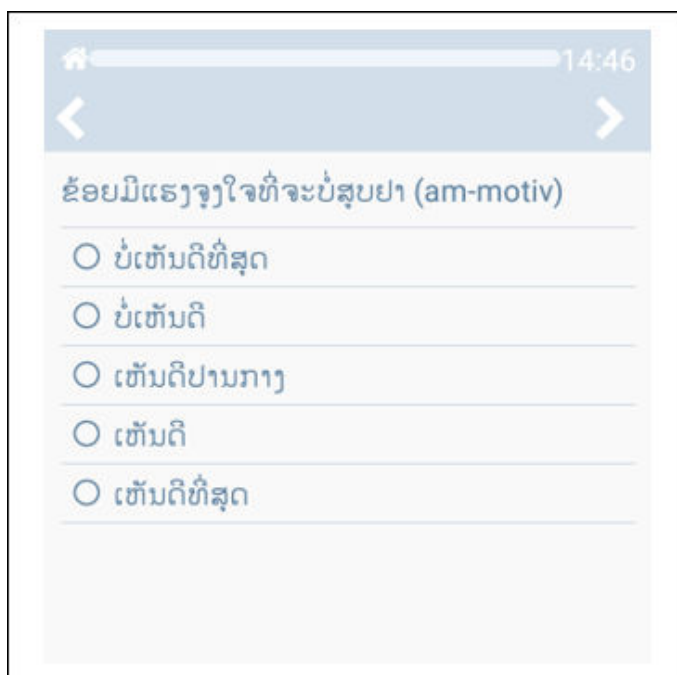 14:46
ຂ້ອຍມີແຮງຈູງໃຈທີ່ຈະບໍ່ສູບຢາ (am-motiv)
ບໍ່ເຫັນດີທີ່ສຸດ
ບໍ່ເຫັນດີ
ເຫັນດີປານກາງ
ເຫັນດີ
ເຫັນດີທີ່ສຸດ